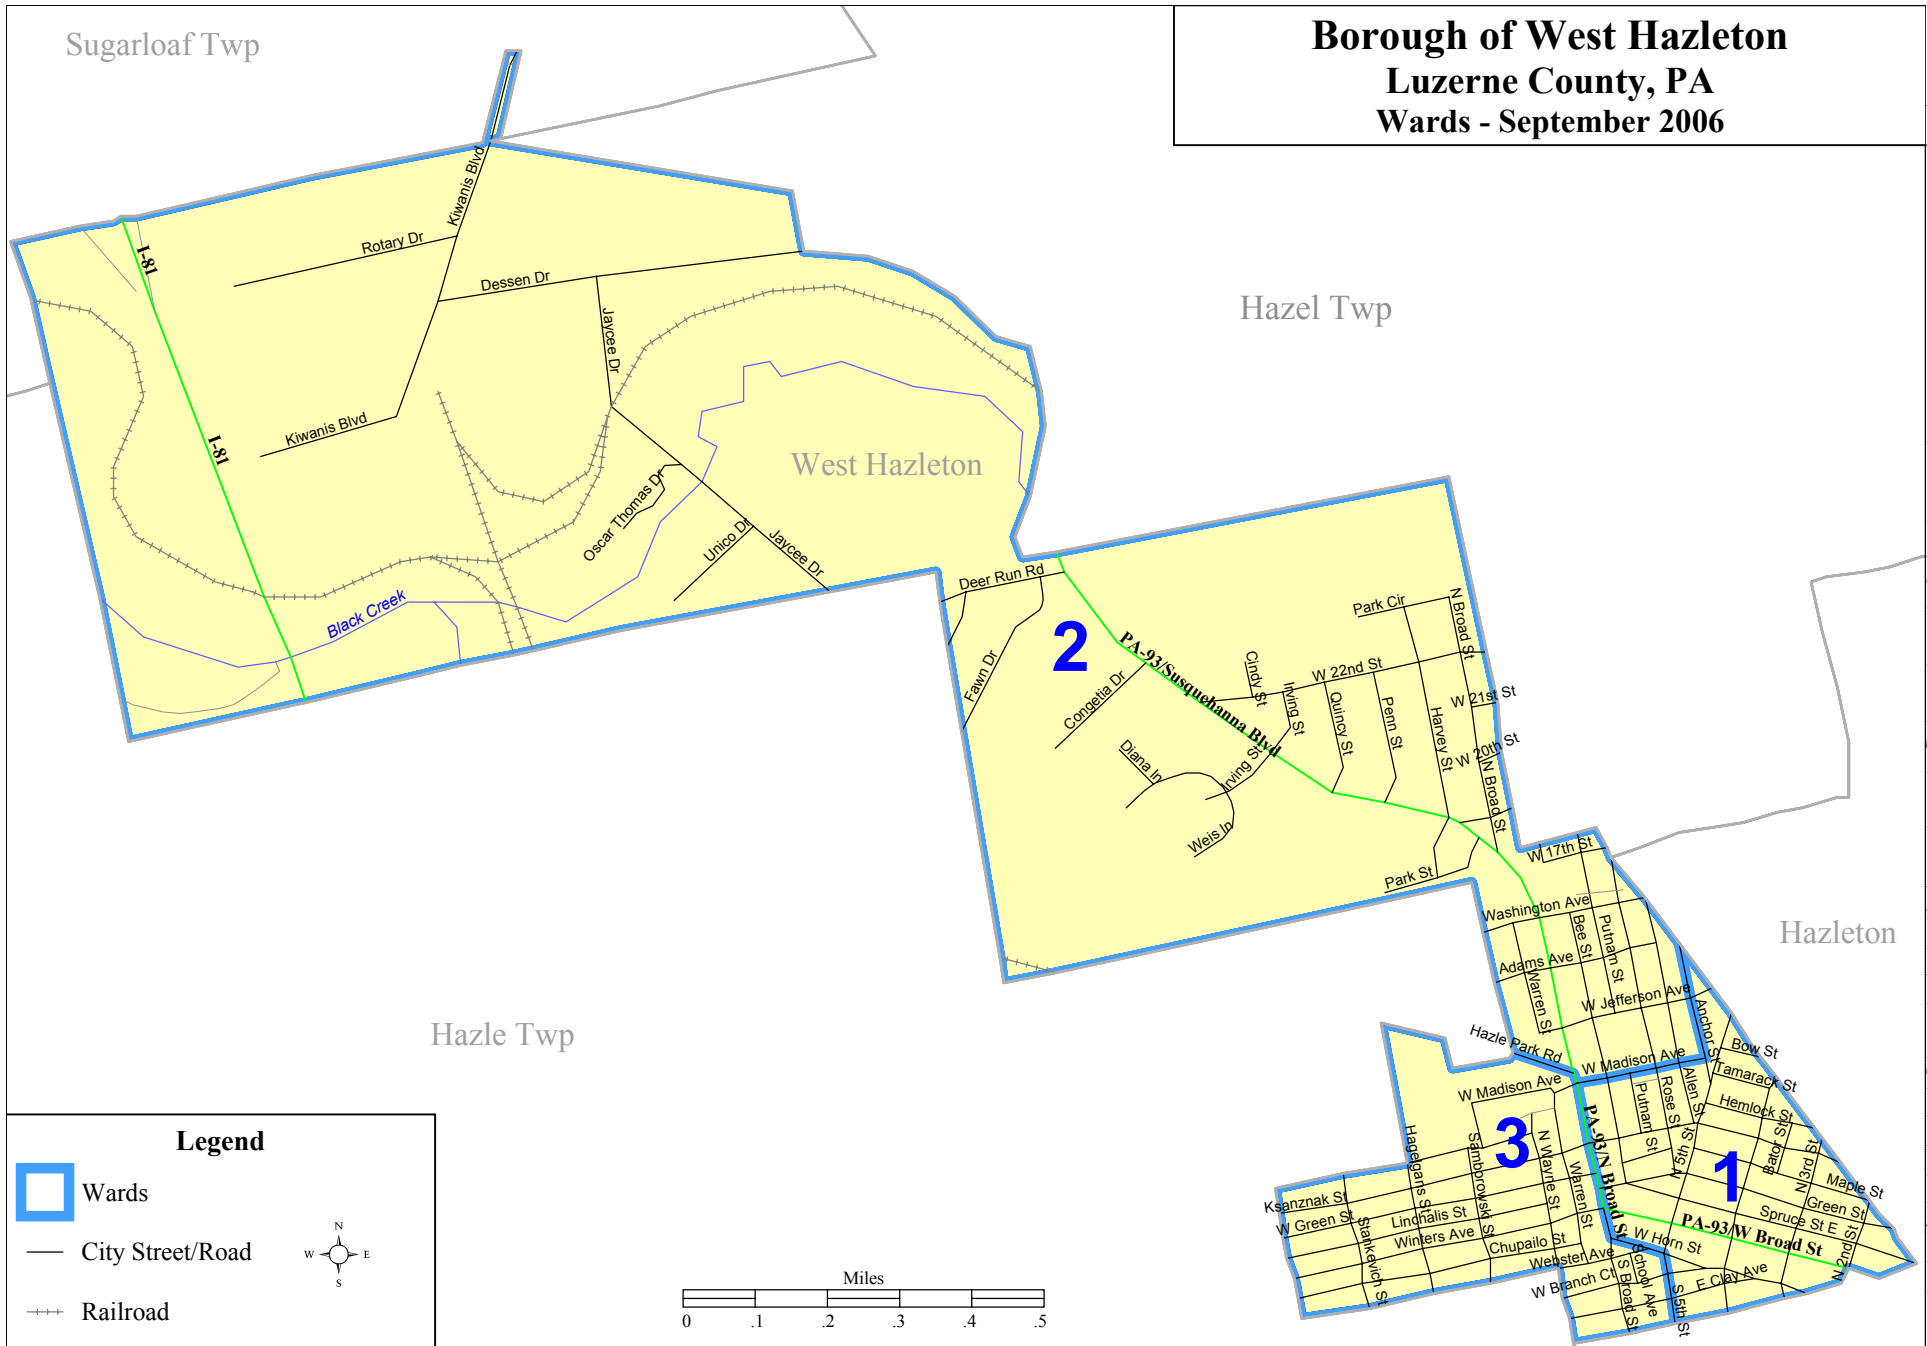 Borough of West Hazleton
Luzerne County, PA
Wards - September 2006
Sugarloaf Twp
Kiwanis Blvd
Rotary Dr
I-81
Dessen Dr
Hazel Twp
Jaycee Dr
Kiwanis Blvd
I-81
West Hazleton
Oscar Thomas Dr
Unico Dr
Jaycee Dr
Black Creek
Deer Run Rd
2
Fawn Dr
Congetia Dr
PA-93/Susquehanna Blvd
Park Cir
N Broad St
Cindy St
W 22nd St
Irving St
Quincy St
Penn St
Harvey St
W 21st St
W 20th St
N Broad St
Diana ln
Irving St
Weis ln
Park St
W 17th St
Washington Ave
Bee St
Putnam St
Adams Ave
Warren St
W Jefferson Ave
Hazleton
Anchor St
Hazle Twp
Hazle Park Rd
W Madison Ave
Bow St
Tamarack St
W Madison Ave
Putnam St
Rose St
Allen St
Hemlock St
3
PA-93/N Broad St
Hagelgans St
Sambrowski St
N Wayne St
Warren St
N 5th St
1
Bator St
N 3rd St
Maple St
Green St
Spruce St E
PA-93/W Broad St
N 2nd St
Ksanznak St
W Green St
Stankevich St
Linchalis St
Winters Ave
Chupailo St
Webster Ave
W Branch Ct
W Horn St
School Ave
S Broad St
S 5th St
E Clay Ave
Legend
Wards
City Street/Road
Railroad
N
W
E
S
Miles
0 .1 .2 .3 .4 .5